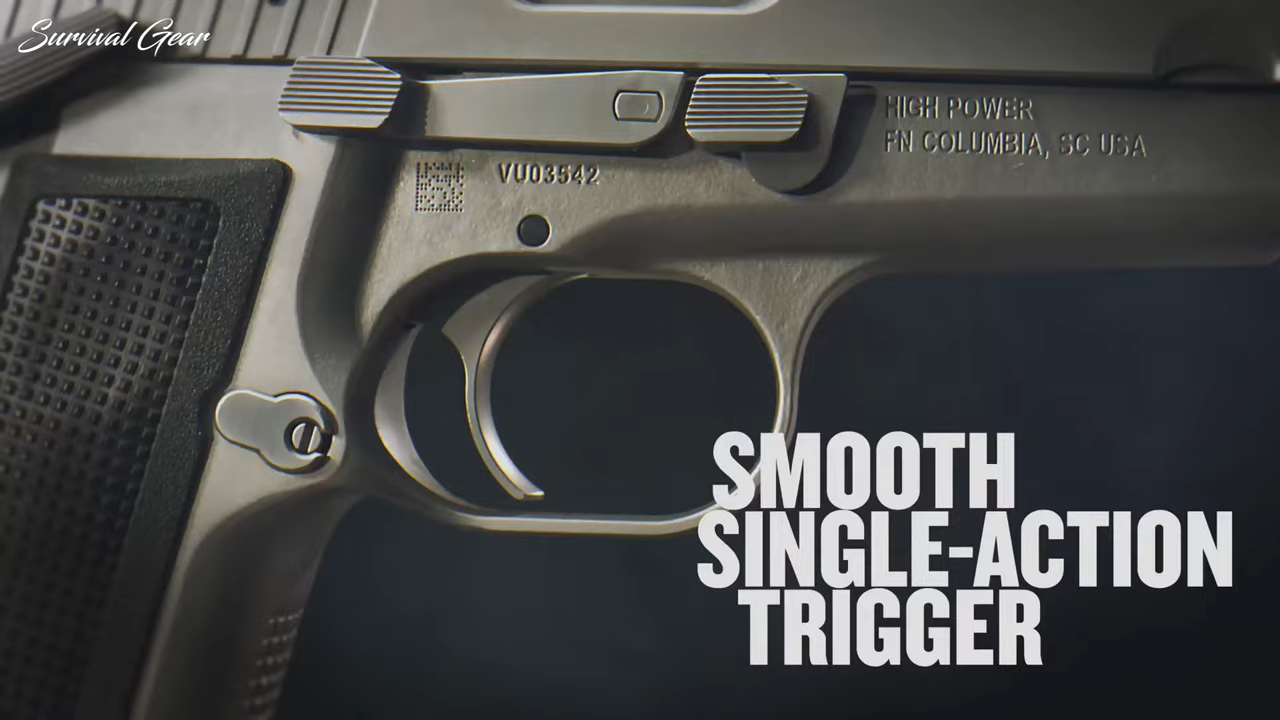 Survival Gear
HIGH POWER
FN COLUMBIA, SC USA
VU03542
SMOOTH
SINGLE-ACTION
TRIGGER